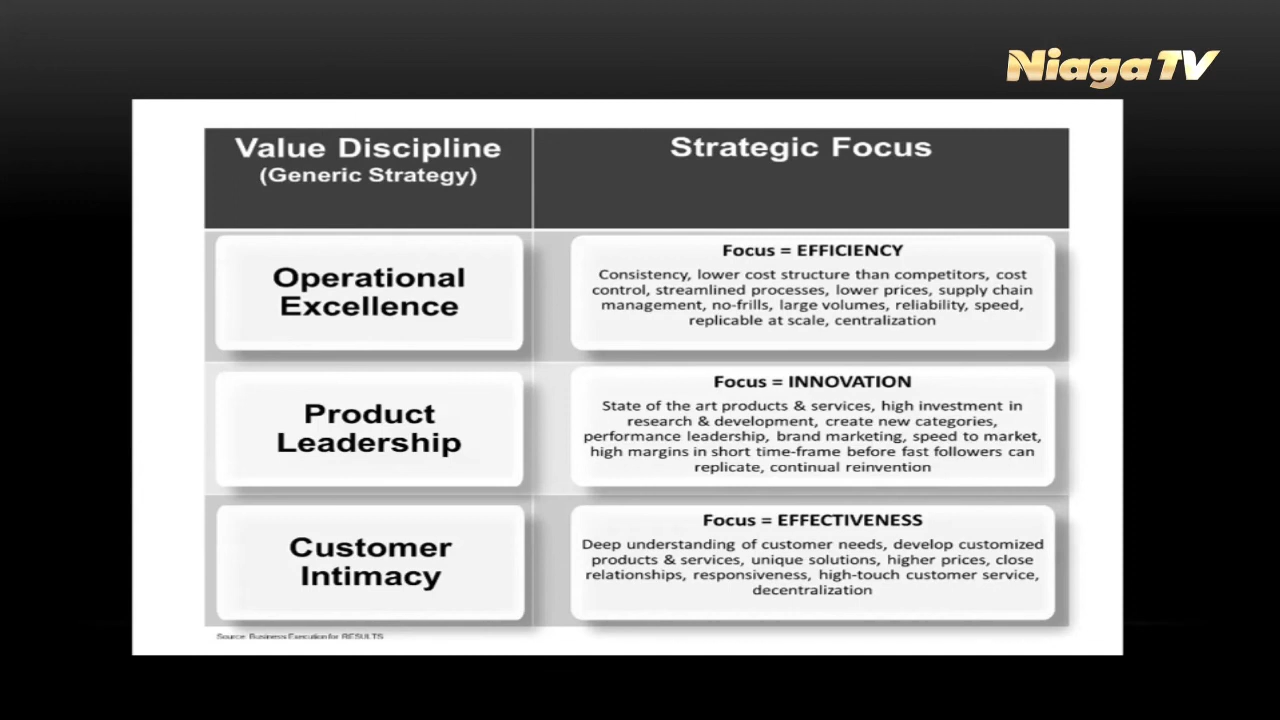 Niaga TV
Value Discipline
(Generic Strategy)
Strategic Focus
Operational
Excellence
Focus = EFFICIENCY
Consistency, lower cost structure than competitors, cost
control, streamlined processes, lower prices, supply chain
management, no-frills, large volumes, reliability, speed,
replicable at scale, centralization
Product
Leadership
Focus = INNOVATION
State of the art products & services, high investment in
research & development, create new categories,
performance leadership, brand marketing, speed to market,
high margins in short time-frame before fast followers can
replicate, continual reinvention
Customer
Intimacy
Focus = EFFECTIVENESS
Deep understanding of customer needs, develop customized
products & services, unique solutions, higher prices, close
relationships, responsiveness, high-touch customer service,
decentralization
Source: Business Execution for RESULTS